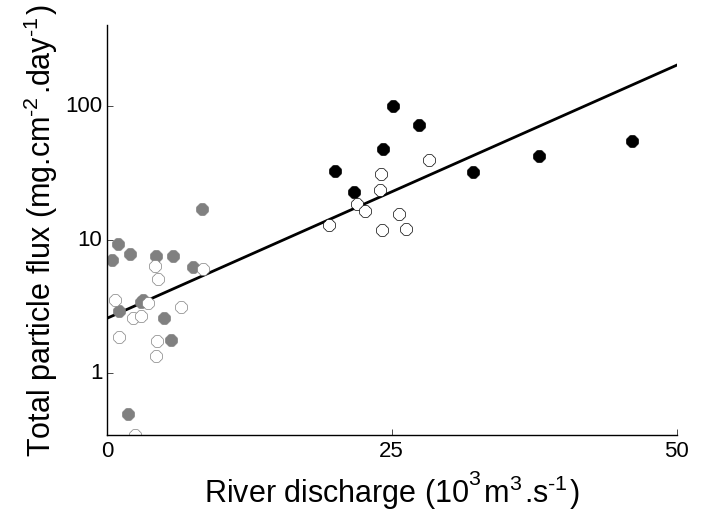 Total particle flux (mg.cm-2 .day-1)
100
10
1
0 25 50
River discharge (103 m3 .s-1)